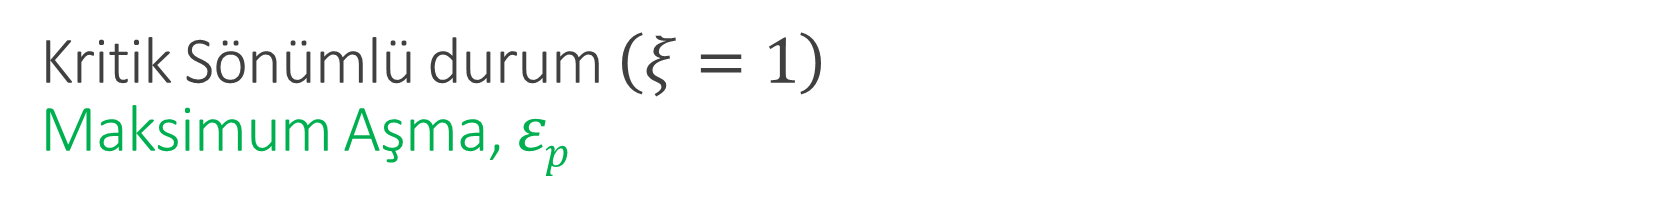 Kritik Sönümlü durum (ξ = 1)
Maksimum Aşma, ε_p